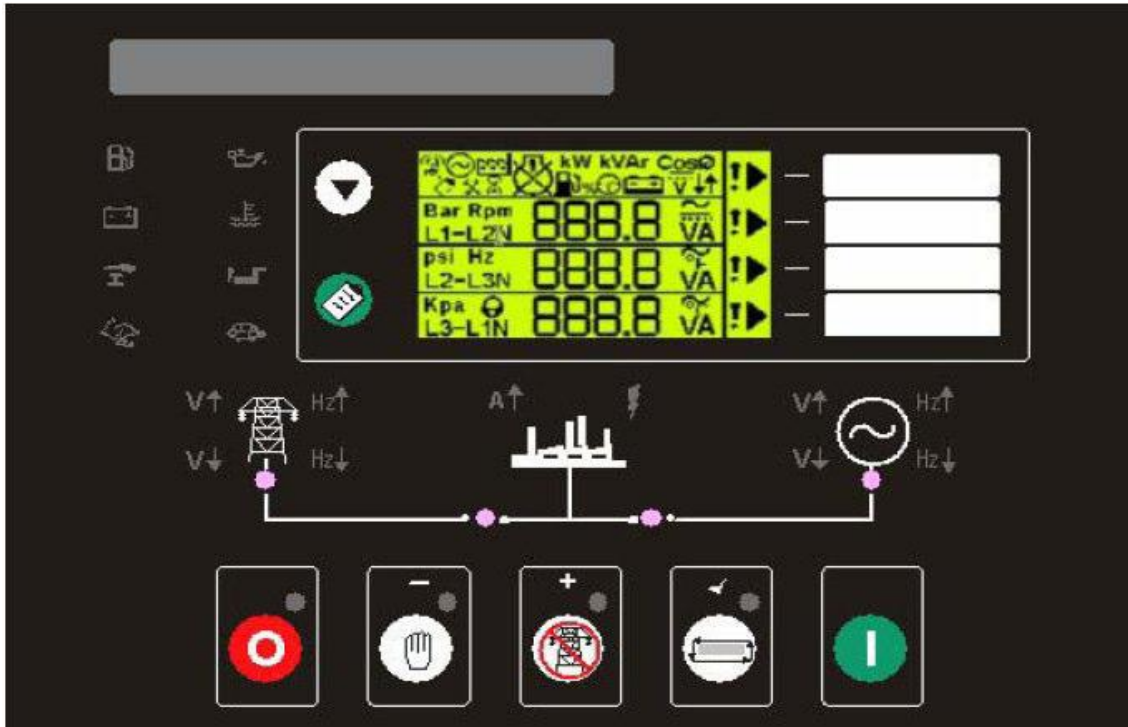 kW kVAr CosØ
% V ↓↑
Bar Rpm 888.8
L1-L2N VA
psi Hz 888.8
L2-L3N VA
Kpa 888.8
L3-L1N VA
V↑ Hz↑ A↑ V↑ Hz↑
V↓ Hz↓ V↓ Hz↓
− +
O I